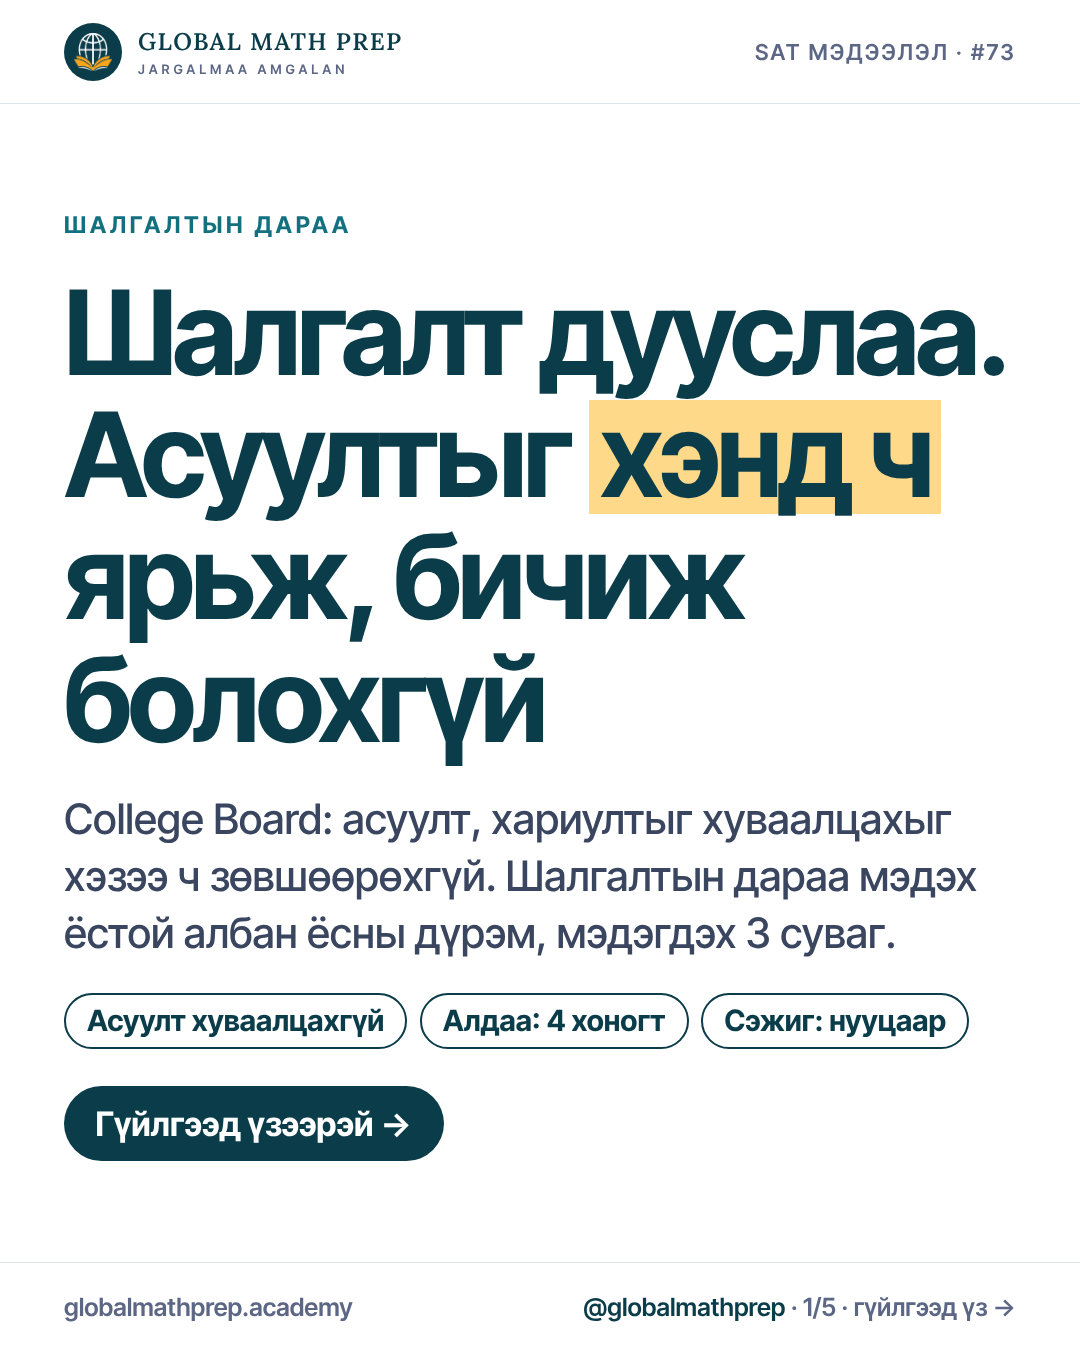 GLOBAL MATH PREP
JARGALMAA AMGALAN
SAT МЭДЭЭЛЭЛ · #73
ШАЛГАЛТЫН ДАРАА
Шалгалт дууслаа.
Асуултыг хэнд ч
ярьж, бичиж
болохгүй
College Board: асуулт, хариултыг хуваалцахыг
хэзээ ч зөвшөөрөхгүй. Шалгалтын дараа мэдэх
ёстой албан ёсны дүрэм, мэдэгдэх 3 суваг.
Асуулт хуваалцахгүй
Алдаа: 4 хоногт
Сэжиг: нууцаар
Гүйлгээд үзээрэй →
globalmathprep.academy
@globalmathprep · 1/5 · гүйлгээд үз →